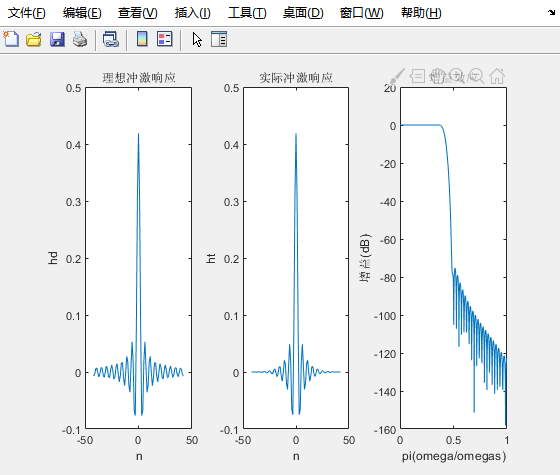 文件(F) 编辑(E) 查看(V) 插入(I) 工具(T) 桌面(D) 窗口(W) 帮助(H)
理想冲激响应
0.5
0.4
0.3
0.2
0.1
0
-0.1
-50 0 50
hd
n
实际冲激响应
0.5
0.4
0.3
0.2
0.1
0
-0.1
-50 0 50
ht
n
20
0
-20
-40
-60
-80
-100
-120
-140
-160
0 0.5 1
增益(dB)
pi(omega/omegas)